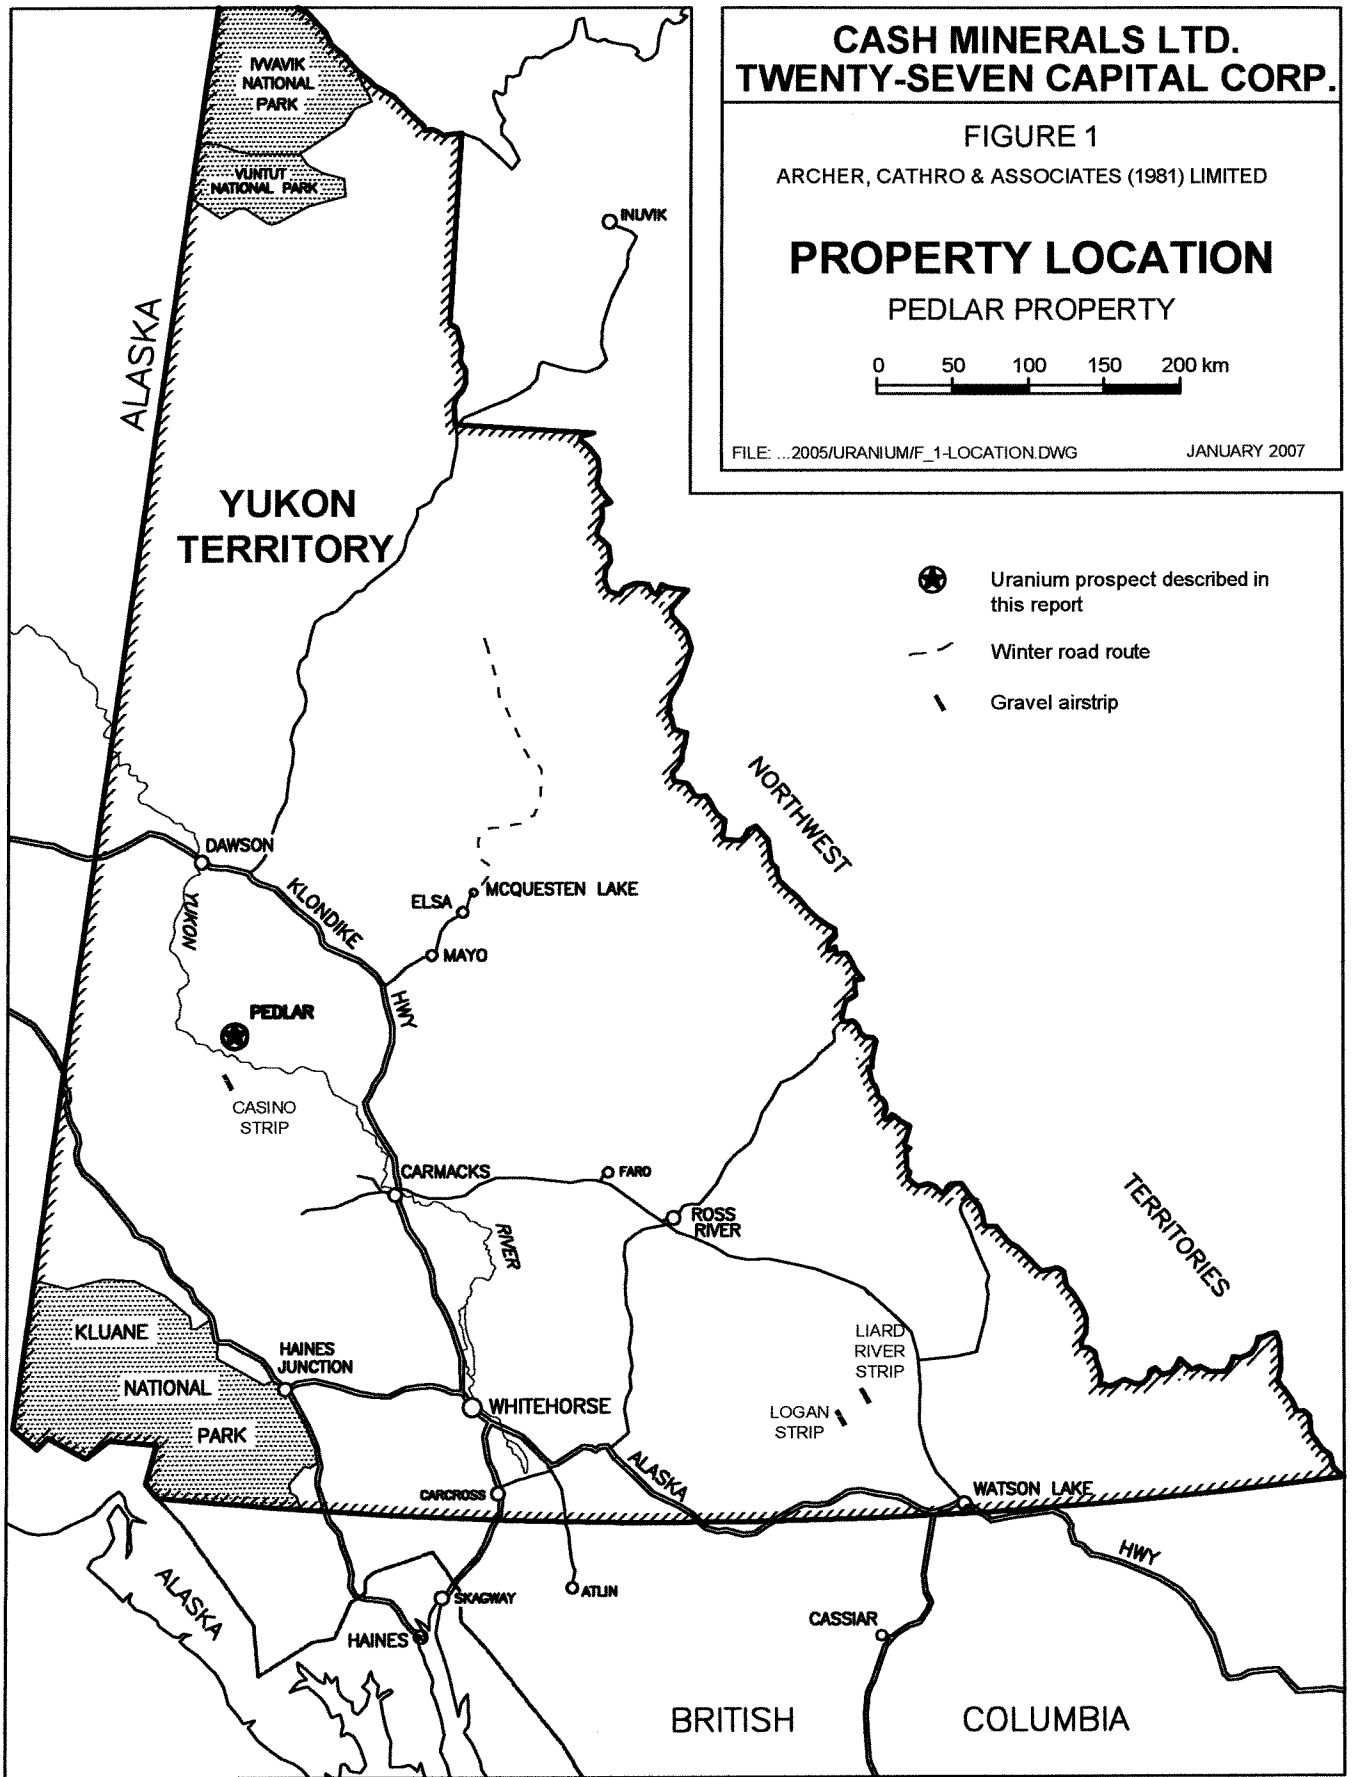 CASH MINERALS LTD.
TWENTY-SEVEN CAPITAL CORP.
FIGURE 1
ARCHER, CATHRO & ASSOCIATES (1981) LIMITED
PROPERTY LOCATION
PEDLAR PROPERTY
0 50 100 150 200 km
FILE: ...2005/URANIUM/F_1-LOCATION.DWG JANUARY 2007
IVVAVIK
NATIONAL
PARK
VUNTUT
NATIONAL PARK
INUVIK
ALASKA
YUKON
TERRITORY
Uranium prospect described in
this report
Winter road route
Gravel airstrip
NORTHWEST
DAWSON
KLONDIKE
YUKON
MCQUESTEN LAKE
ELSA
MAYO
HWY
PEDLAR
CASINO
STRIP
CARMACKS
FARO
ROSS
RIVER
RIVER
TERRITORIES
KLUANE
NATIONAL
PARK
HAINES
JUNCTION
WHITEHORSE
LIARD
RIVER
STRIP
LOGAN
STRIP
ALASKA
CARCROSS
WATSON LAKE
HWY
ALASKA
SKAGWAY
ATLIN
HAINES
CASSIAR
BRITISH COLUMBIA